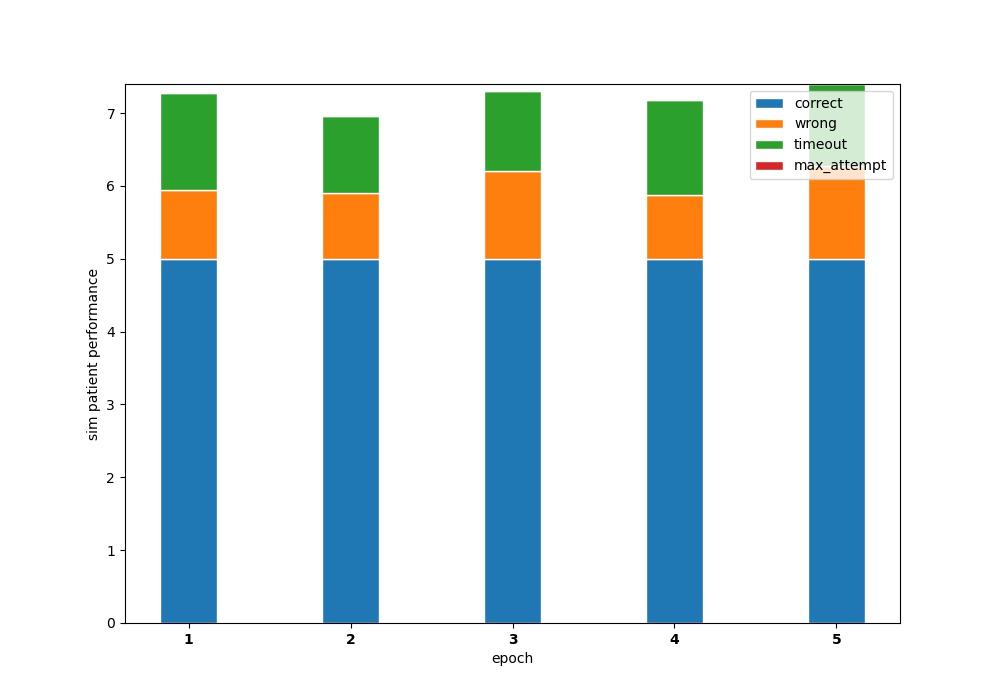 7
6
5
4
3
2
1
0
sim patient performance
correct
wrong
timeout
max_attempt
1 2 3 4 5
epoch